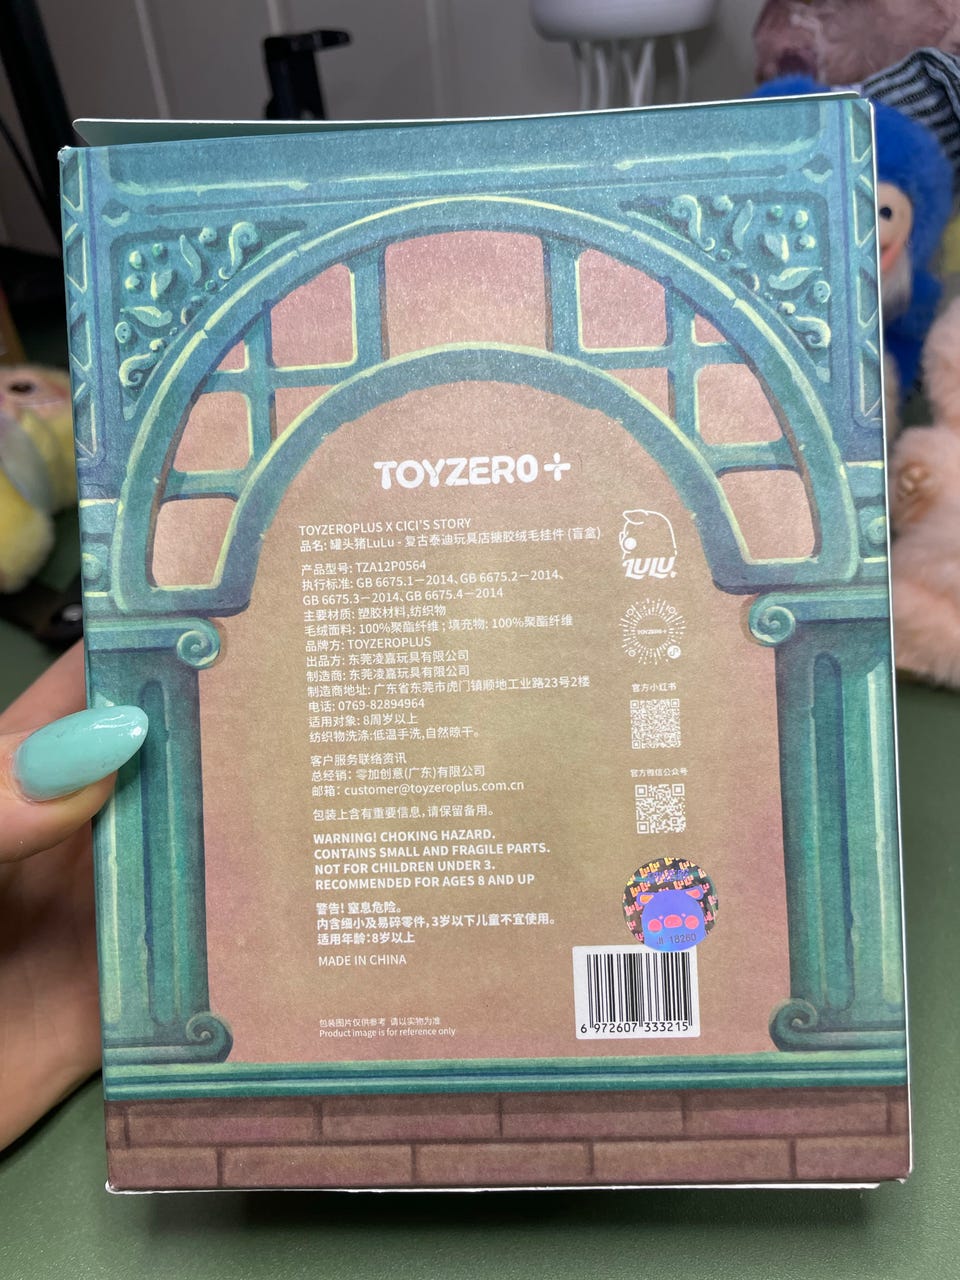 TOYZERO+
TOYZEROPLUS X CICI'S STORY
品名: 罐头猪LuLu - 复古泰迪玩具店搪胶绒毛挂件 (盲盒)
产品型号: TZA12P0564
执行标准: GB 6675.1－2014、GB 6675.2－2014、
GB 6675.3－2014、GB 6675.4－2014
主要材质: 塑胶材料,纺织物
毛绒面料: 100%聚酯纤维 ; 填充物: 100%聚酯纤维
品牌方: TOYZEROPLUS
出品方: 东莞凌嘉玩具有限公司
制造商: 东莞凌嘉玩具有限公司
制造商地址: 广东省东莞市虎门镇顺地工业路23号2楼
电话: 0769-82894964
适用对象: 8周岁以上
纺织物洗涤:低温手洗,自然晾干。
客户服务联络资讯
总经销: 零加创意(广东)有限公司
邮箱: customer@toyzeroplus.com.cn
包装上含有重要信息,请保留备用。
WARNING! CHOKING HAZARD.
CONTAINS SMALL AND FRAGILE PARTS.
NOT FOR CHILDREN UNDER 3.
RECOMMENDED FOR AGES 8 AND UP
警告! 窒息危险。
内含细小及易碎零件, 3岁以下儿童不宜使用。
适用年龄:8岁以上
MADE IN CHINA
包装图片仅供参考 请以实物为准
Product image is for reference only
LULU
TOYZERO+
官方小红书
官方微信公众号
JI 18260
6 972607 333215